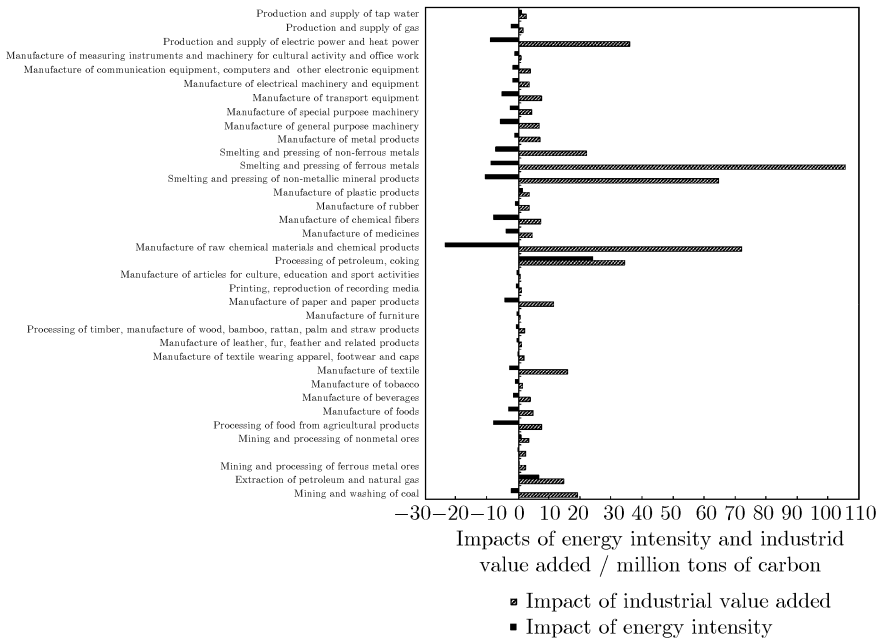 Production and supply of tap water
Production and supply of gas
Production and supply of electric power and heat power
Manufacture of measuring instruments and machinery for cultural activity and office work
Manufacture of communication equipment, computers and other electronic equipment
Manufacture of electrical machinery and equipment
Manufacture of transport equipment
Manufacture of special purpose machinery
Manufacture of general purpose machinery
Manufacture of metal products
Smelting and pressing of non-ferrous metals
Smelting and pressing of ferrous metals
Smelting and pressing of non-metallic mineral products
Manufacture of plastic products
Manufacture of rubber
Manufacture of chemical fibers
Manufacture of medicines
Manufacture of raw chemical materials and chemical products
Processing of petroleum, coking
Manufacture of articles for culture, education and sport activities
Printing, reproduction of recording media
Manufacture of paper and paper products
Manufacture of furniture
Processing of timber, manufacture of wood, bamboo, rattan, palm and straw products
Manufacture of leather, fur, feather and related products
Manufacture of textile wearing apparel, footwear and caps
Manufacture of textile
Manufacture of tobacco
Manufacture of beverages
Manufacture of foods
Processing of food from agricultural products
Mining and processing of nonmetal ores
Mining and processing of ferrous metal ores
Extraction of petroleum and natural gas
Mining and washing of coal
−30−20−10 0 10 20 30 40 50 60 70 80 90 100 110
Impacts of energy intensity and industrid
value added / million tons of carbon
Impact of industrial value added
Impact of energy intensity